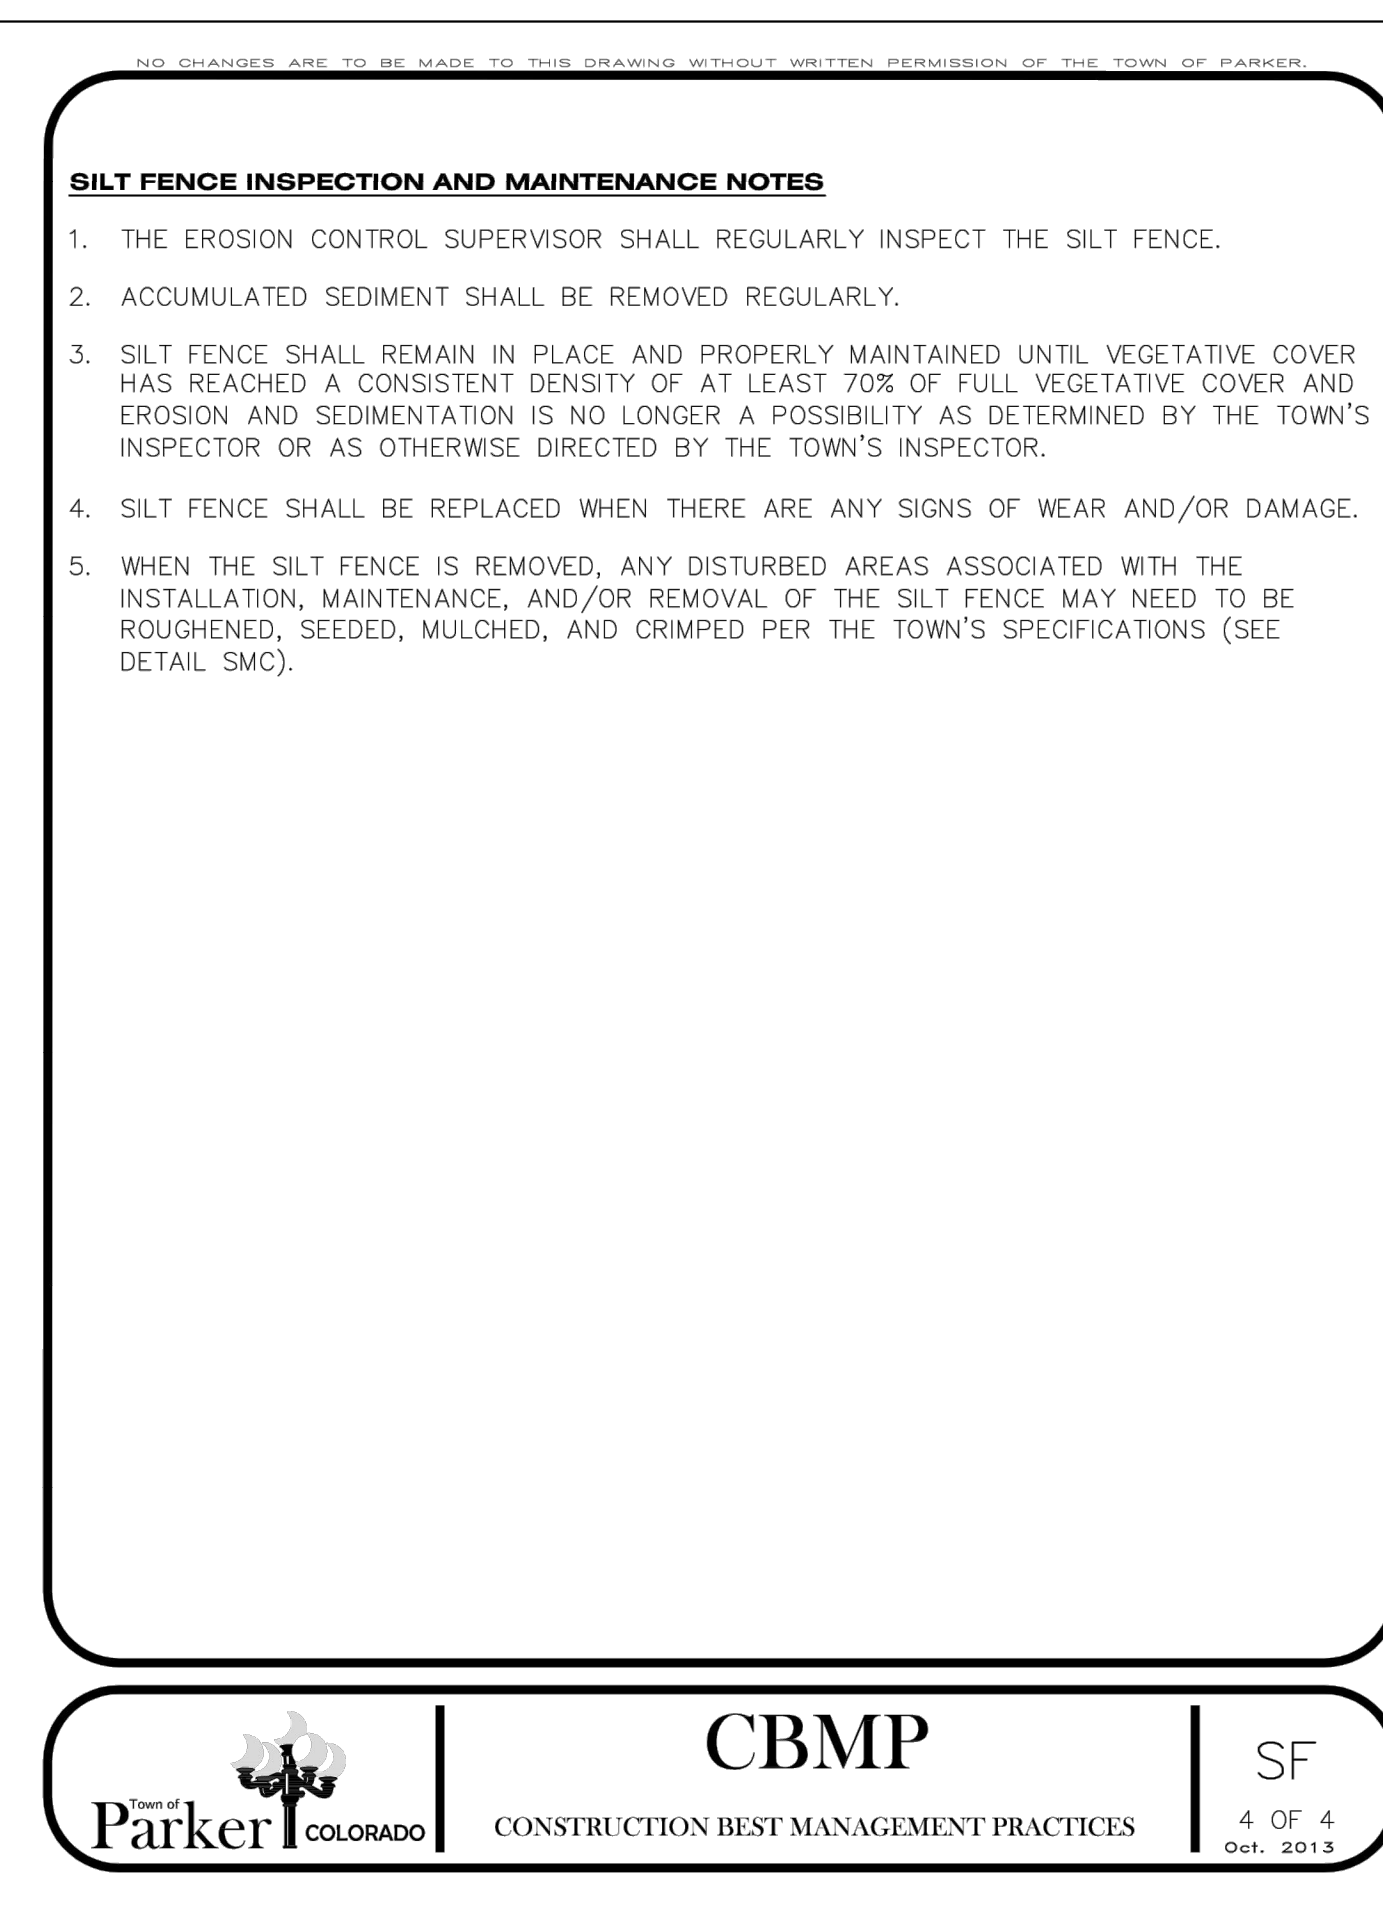 NO CHANGES ARE TO BE MADE TO THIS DRAWING WITHOUT WRITTEN PERMISSION OF THE TOWN OF PARKER.
SILT FENCE INSPECTION AND MAINTENANCE NOTES
1. THE EROSION CONTROL SUPERVISOR SHALL REGULARLY INSPECT THE SILT FENCE.
2. ACCUMULATED SEDIMENT SHALL BE REMOVED REGULARLY.
3. SILT FENCE SHALL REMAIN IN PLACE AND PROPERLY MAINTAINED UNTIL VEGETATIVE COVER
HAS REACHED A CONSISTENT DENSITY OF AT LEAST 70% OF FULL VEGETATIVE COVER AND
EROSION AND SEDIMENTATION IS NO LONGER A POSSIBILITY AS DETERMINED BY THE TOWN'S
INSPECTOR OR AS OTHERWISE DIRECTED BY THE TOWN'S INSPECTOR.
4. SILT FENCE SHALL BE REPLACED WHEN THERE ARE ANY SIGNS OF WEAR AND/OR DAMAGE.
5. WHEN THE SILT FENCE IS REMOVED, ANY DISTURBED AREAS ASSOCIATED WITH THE
INSTALLATION, MAINTENANCE, AND/OR REMOVAL OF THE SILT FENCE MAY NEED TO BE
ROUGHENED, SEEDED, MULCHED, AND CRIMPED PER THE TOWN'S SPECIFICATIONS (SEE
DETAIL SMC).
Town of
Parker
COLORADO
CBMP
CONSTRUCTION BEST MANAGEMENT PRACTICES
SF
4 OF 4
Oct. 2013